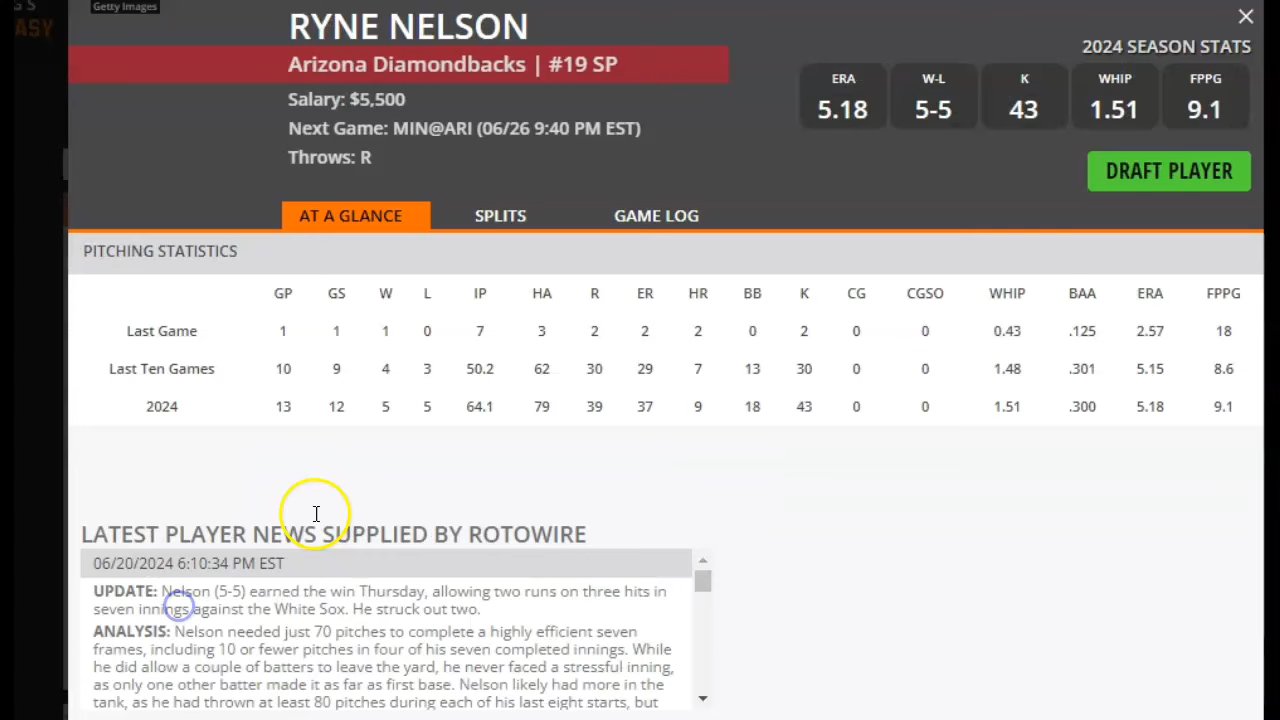 G S
ASY
Getty Images
RYNE NELSON
Arizona Diamondbacks | #19 SP
Salary: $5,500
Next Game: MIN@ARI (06/26 9:40 PM EST)
Throws: R
2024 SEASON STATS
ERA W-L K WHIP FPPG
5.18 5-5 43 1.51 9.1
DRAFT PLAYER
AT A GLANCE SPLITS GAME LOG
PITCHING STATISTICS
GP GS W L IP HA R ER HR BB K CG CGSO WHIP BAA ERA FPPG
Last Game 1 1 1 0 7 3 2 2 2 0 2 0 0 0.43 .125 2.57 18
Last Ten Games 10 9 4 3 50.2 62 30 29 7 13 30 0 0 1.48 .301 5.15 8.6
2024 13 12 5 5 64.1 79 39 37 9 18 43 0 0 1.51 .300 5.18 9.1
LATEST PLAYER NEWS SUPPLIED BY ROTOWIRE
06/20/2024 6:10:34 PM EST
UPDATE: Nelson (5-5) earned the win Thursday, allowing two runs on three hits in
seven innings against the White Sox. He struck out two.
ANALYSIS: Nelson needed just 70 pitches to complete a highly efficient seven
frames, including 10 or fewer pitches in four of his seven completed innings. While
he did allow a couple of batters to leave the yard, he never faced a stressful inning,
as only one other batter made it as far as first base. Nelson likely had more in the
tank, as he had thrown at least 80 pitches during each of his last eight starts, but